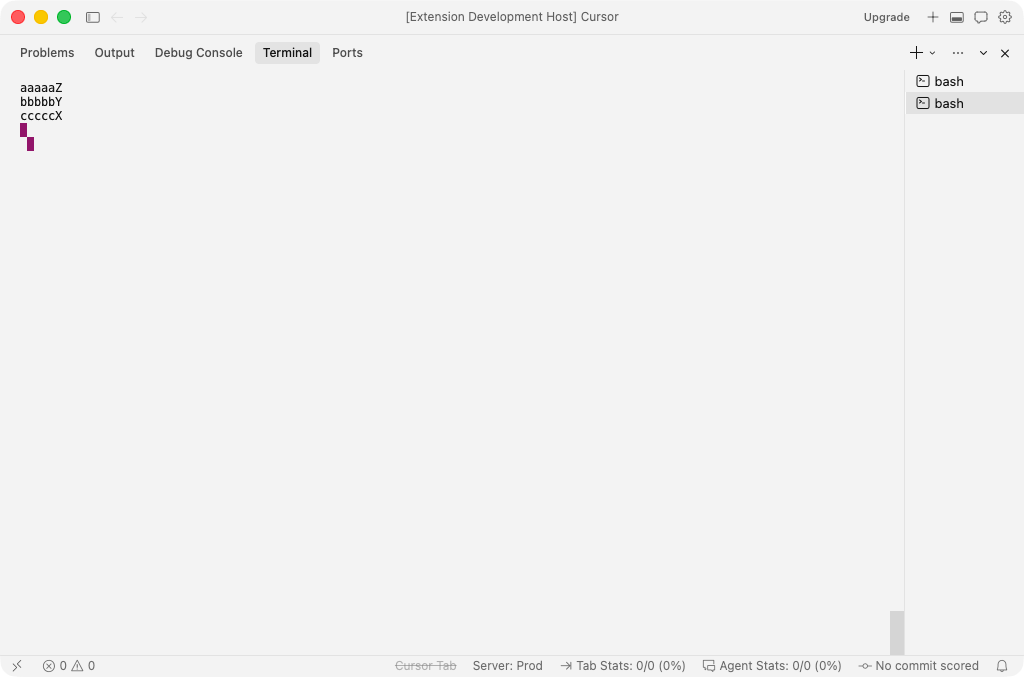 [Extension Development Host] Cursor
Upgrade
Problems Output Debug Console Terminal Ports
aaaaaZ
bbbbbY
cccccX
bash
bash
0 0 Cursor Tab Server: Prod Tab Stats: 0/0 (0%) Agent Stats: 0/0 (0%) No commit scored